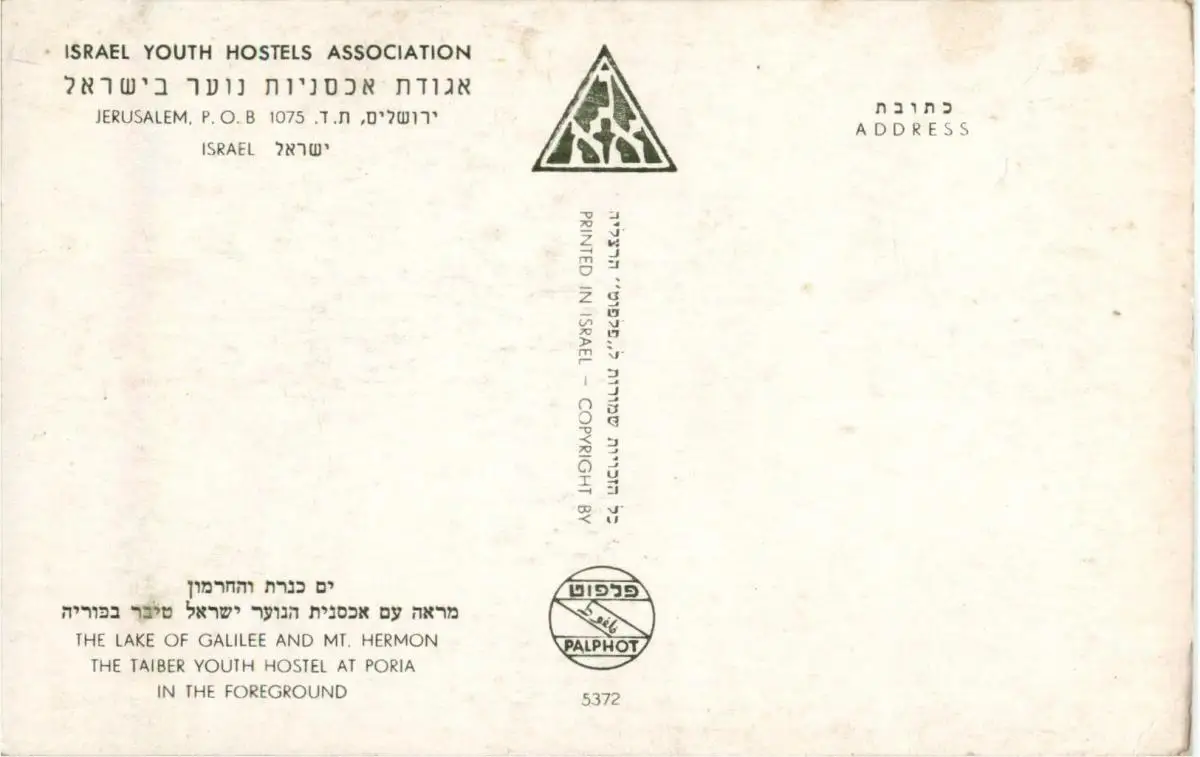 ISRAEL YOUTH HOSTELS ASSOCIATION
אגודת אכסניות נוער בישראל
JERUSALEM, P. O. B 1075 .ירושלים, ת.ד
ISRAEL ישראל
כתובת
ADDRESS
כל הזכויות שמורות ל„פלפוט״ הרצליה
PRINTED IN ISRAEL – COPYRIGHT BY
ים כנרת והחרמון
מראה עם אכסנית הנוער ישראל טיבר בפוריה
THE LAKE OF GALILEE AND MT. HERMON
THE TAIBER YOUTH HOSTEL AT PORIA
IN THE FOREGROUND
פלפוט
PALPHOT
5372